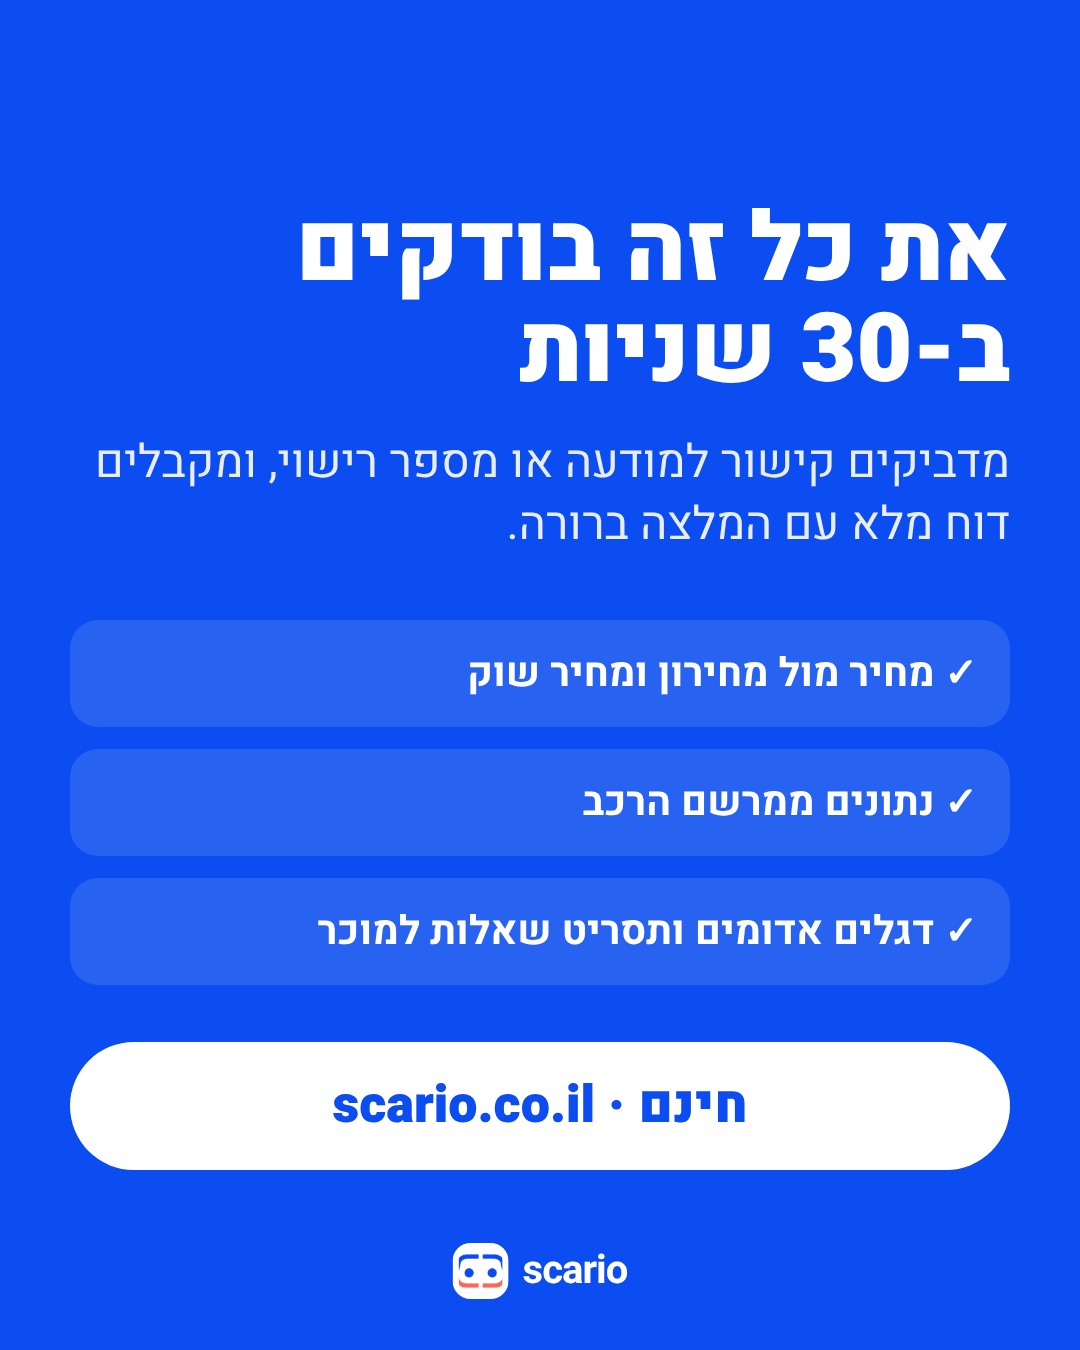 את כל זה בודקים
ב-30 שניות
מדביקים קישור למודעה או מספר רישוי, ומקבלים
דוח מלא עם המלצה ברורה.
✓ מחיר מול מחירון ומחיר שוק
✓ נתונים ממרשם הרכב
✓ דגלים אדומים ותסריט שאלות למוכר
חינם · scario.co.il
scario